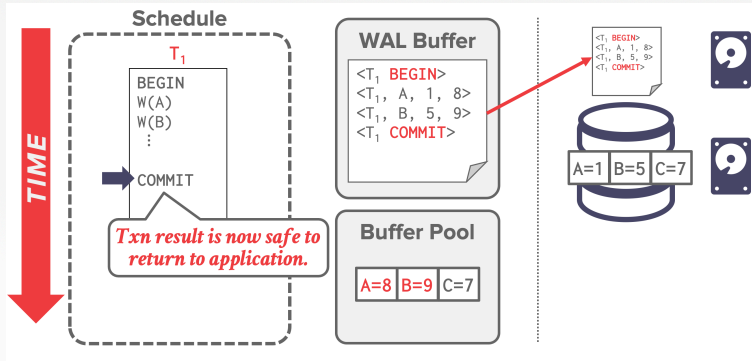 Schedule
TIME
T₁
BEGIN
W(A)
W(B)
⋮
COMMIT
Txn result is now safe to
return to application.
WAL Buffer
<T₁ BEGIN>
<T₁, A, 1, 8>
<T₁, B, 5, 9>
<T₁ COMMIT>
Buffer Pool
A=8 B=9 C=7
<T₁ BEGIN>
<T₁, A, 1, 8>
<T₁, B, 5, 9>
<T₁ COMMIT>
A=1 B=5 C=7